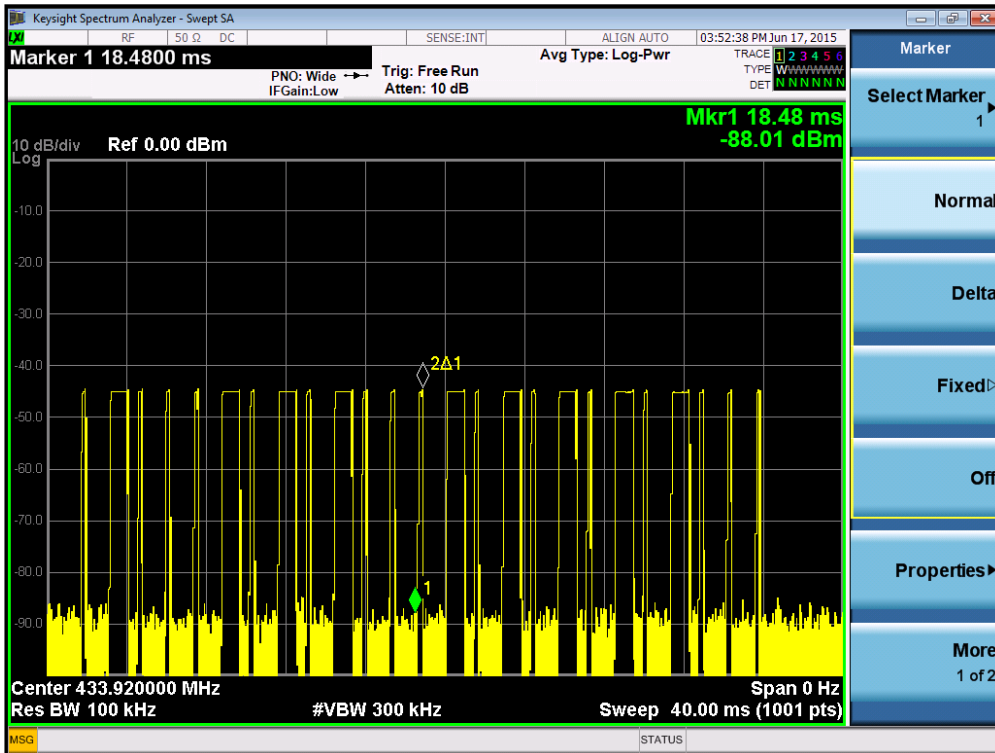 Keysight Spectrum Analyzer - Swept SA
LXI RF 50 Ω DC SENSE:INT ALIGN AUTO 03:52:38 PM Jun 17, 2015
Marker 1 18.4800 ms
PNO: Wide
IFGain:Low
Trig: Free Run
Atten: 10 dB
Avg Type: Log-Pwr
TRACE 1 2 3 4 5 6
TYPE WWWWWW
DET N N N N N N
Mkr1 18.48 ms
-88.01 dBm
10 dB/div Ref 0.00 dBm
Log
-10.0
-20.0
-30.0
-40.0
2Δ1
-50.0
-60.0
-70.0
-80.0
1
-90.0
Center 433.920000 MHz Span 0 Hz
Res BW 100 kHz #VBW 300 kHz Sweep 40.00 ms (1001 pts)
MSG STATUS
Marker
Select Marker
1
Normal
Delta
Fixed
Off
Properties
More
1 of 2